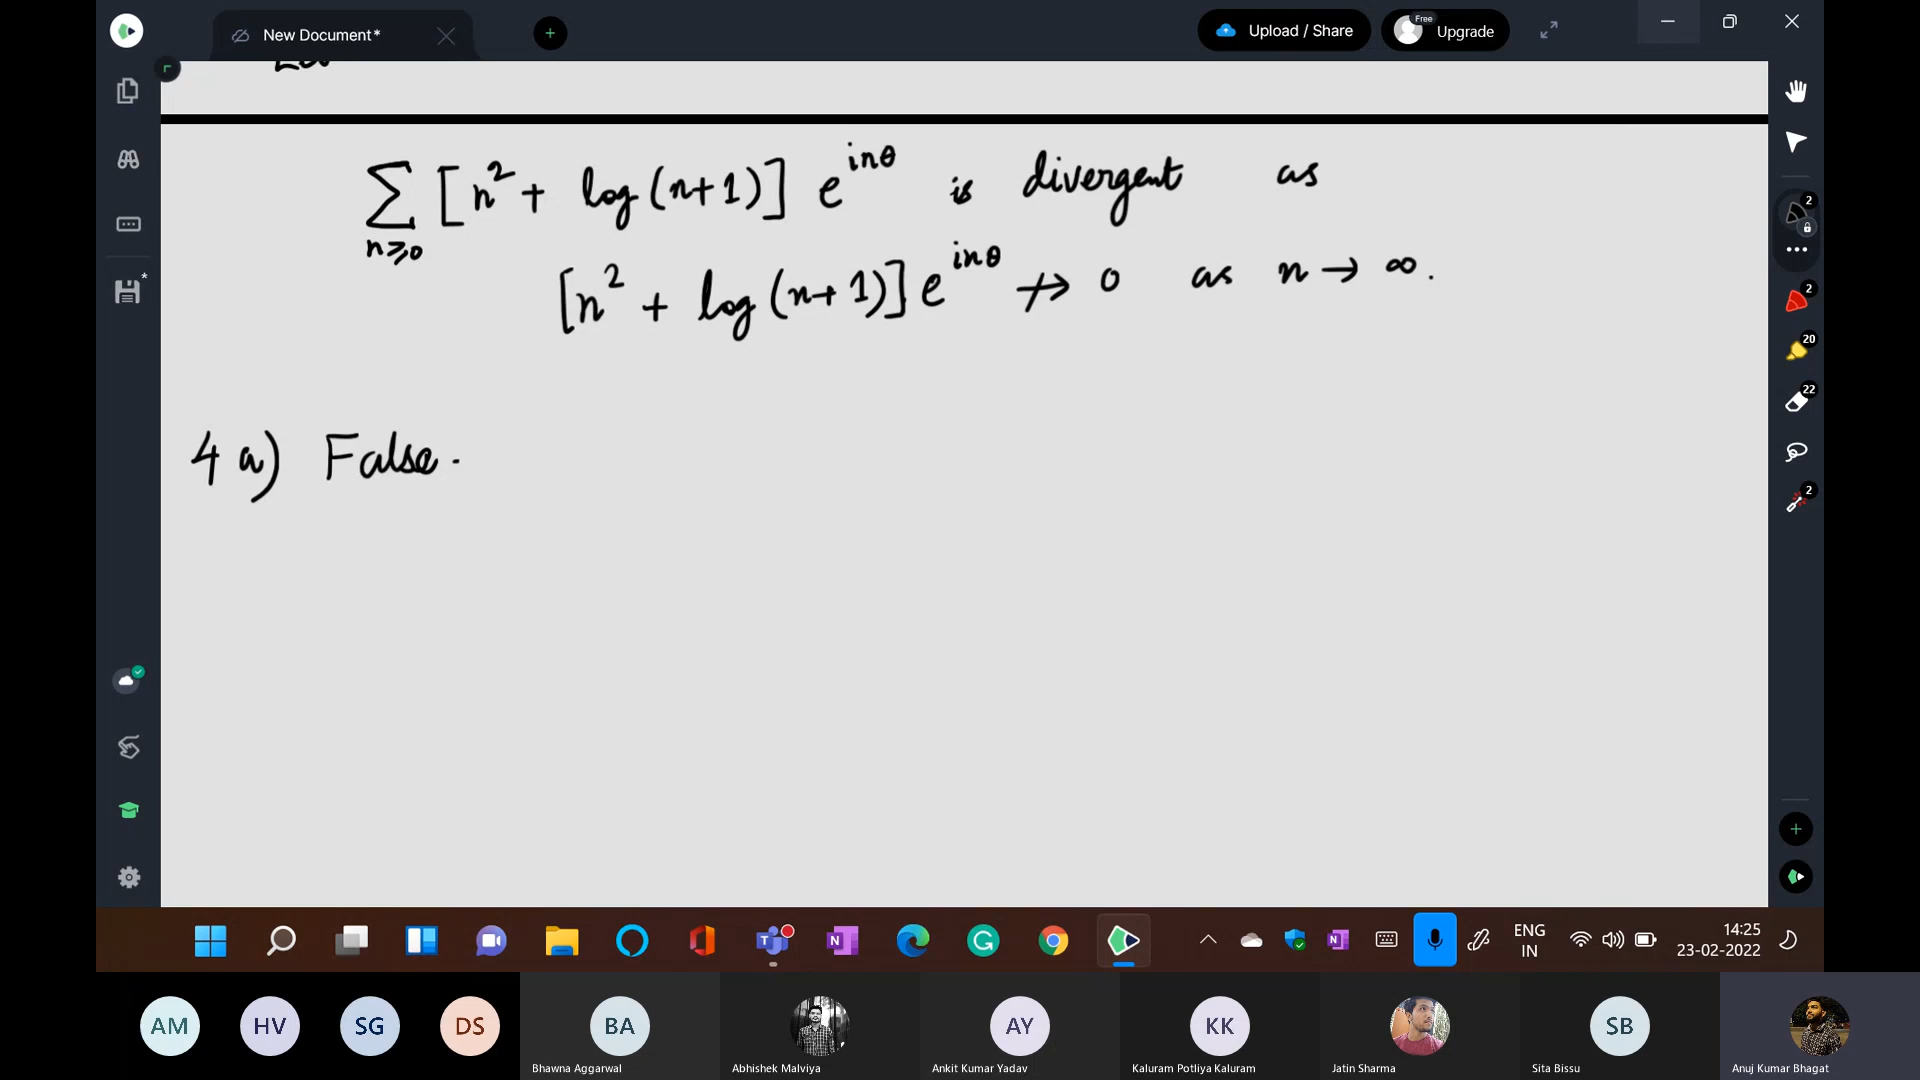 New Document*
Upload / Share
Free
Upgrade
∑ [n² + log(n+1)] e^{inθ} is divergent as
n≥0
[n² + log(n+1)] e^{inθ} ↛ 0 as n → ∞.
4 a) False.
2
2
20
22
2
ENG
IN
14:25
23-02-2022
AM
HV
SG
DS
BA
AY
KK
SB
Bhawna Aggarwal
Abhishek Malviya
Ankit Kumar Yadav
Kaluram Potliya Kaluram
Jatin Sharma
Sita Bissu
Anuj Kumar Bhagat